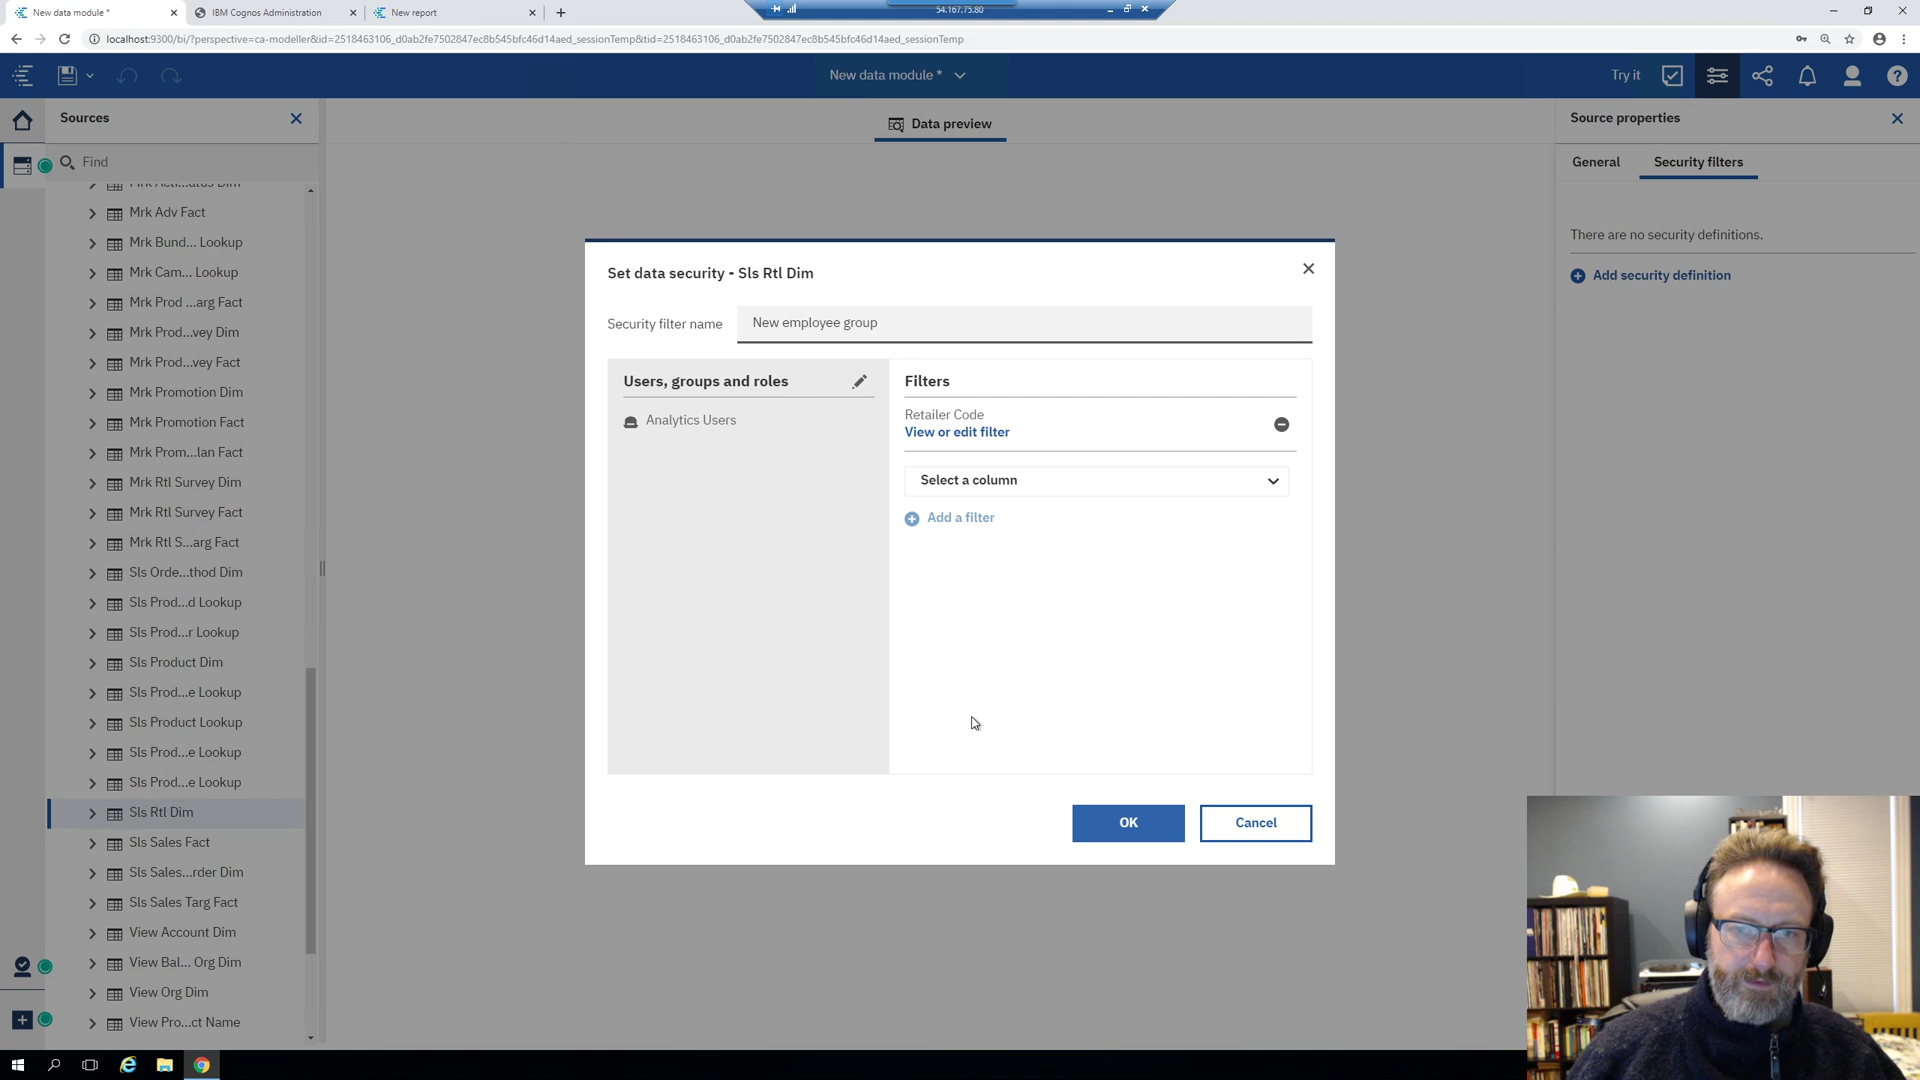 New data module *
IBM Cognos Administration
New report
54.167.75.80
localhost:9300/bi/?perspective=ca-modeller&id=2518463106_d0ab2fe7502847ec8b545bfc46d14aed_sessionTemp&tid=2518463106_d0ab2fe7502847ec8b545bfc46d14aed_sessionTemp
New data module *
Try it
Sources
Find
Mrk Adv Fact
Mrk Bund... Lookup
Mrk Cam... Lookup
Mrk Prod ...arg Fact
Mrk Prod...vey Dim
Mrk Prod...vey Fact
Mrk Promotion Dim
Mrk Promotion Fact
Mrk Prom...lan Fact
Mrk Rtl Survey Dim
Mrk Rtl Survey Fact
Mrk Rtl S...arg Fact
Sls Orde...thod Dim
Sls Prod...d Lookup
Sls Prod...r Lookup
Sls Product Dim
Sls Prod...e Lookup
Sls Product Lookup
Sls Prod...e Lookup
Sls Prod...e Lookup
Sls Rtl Dim
Sls Sales Fact
Sls Sales...rder Dim
Sls Sales Targ Fact
View Account Dim
View Bal... Org Dim
View Org Dim
View Pro...ct Name
Data preview
Set data security - Sls Rtl Dim
Security filter name
New employee group
Users, groups and roles
Analytics Users
Filters
Retailer Code
View or edit filter
Select a column
Add a filter
OK
Cancel
Source properties
General
Security filters
There are no security definitions.
Add security definition